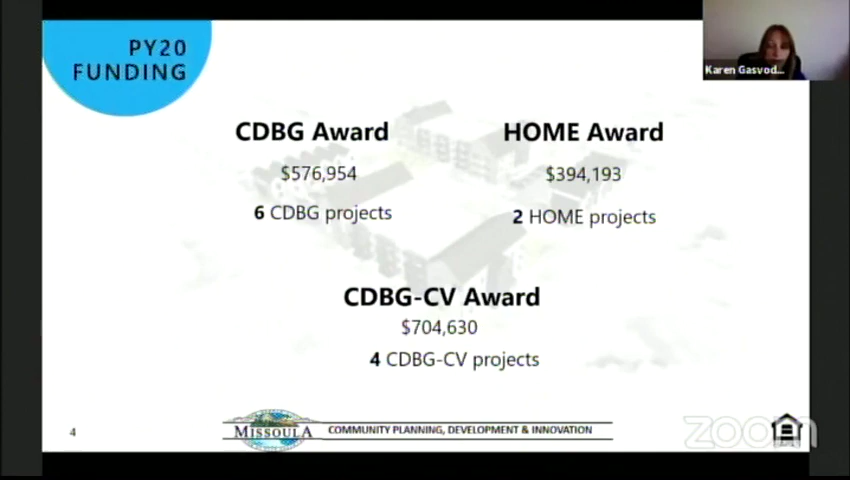 PY20
FUNDING
Karen Gasvod...
CDBG Award
HOME Award
$576,954
$394,193
6 CDBG projects
2 HOME projects
CDBG-CV Award
$704,630
4 CDBG-CV projects
4
MISSOULA
COMMUNITY PLANNING, DEVELOPMENT & INNOVATION
zoom